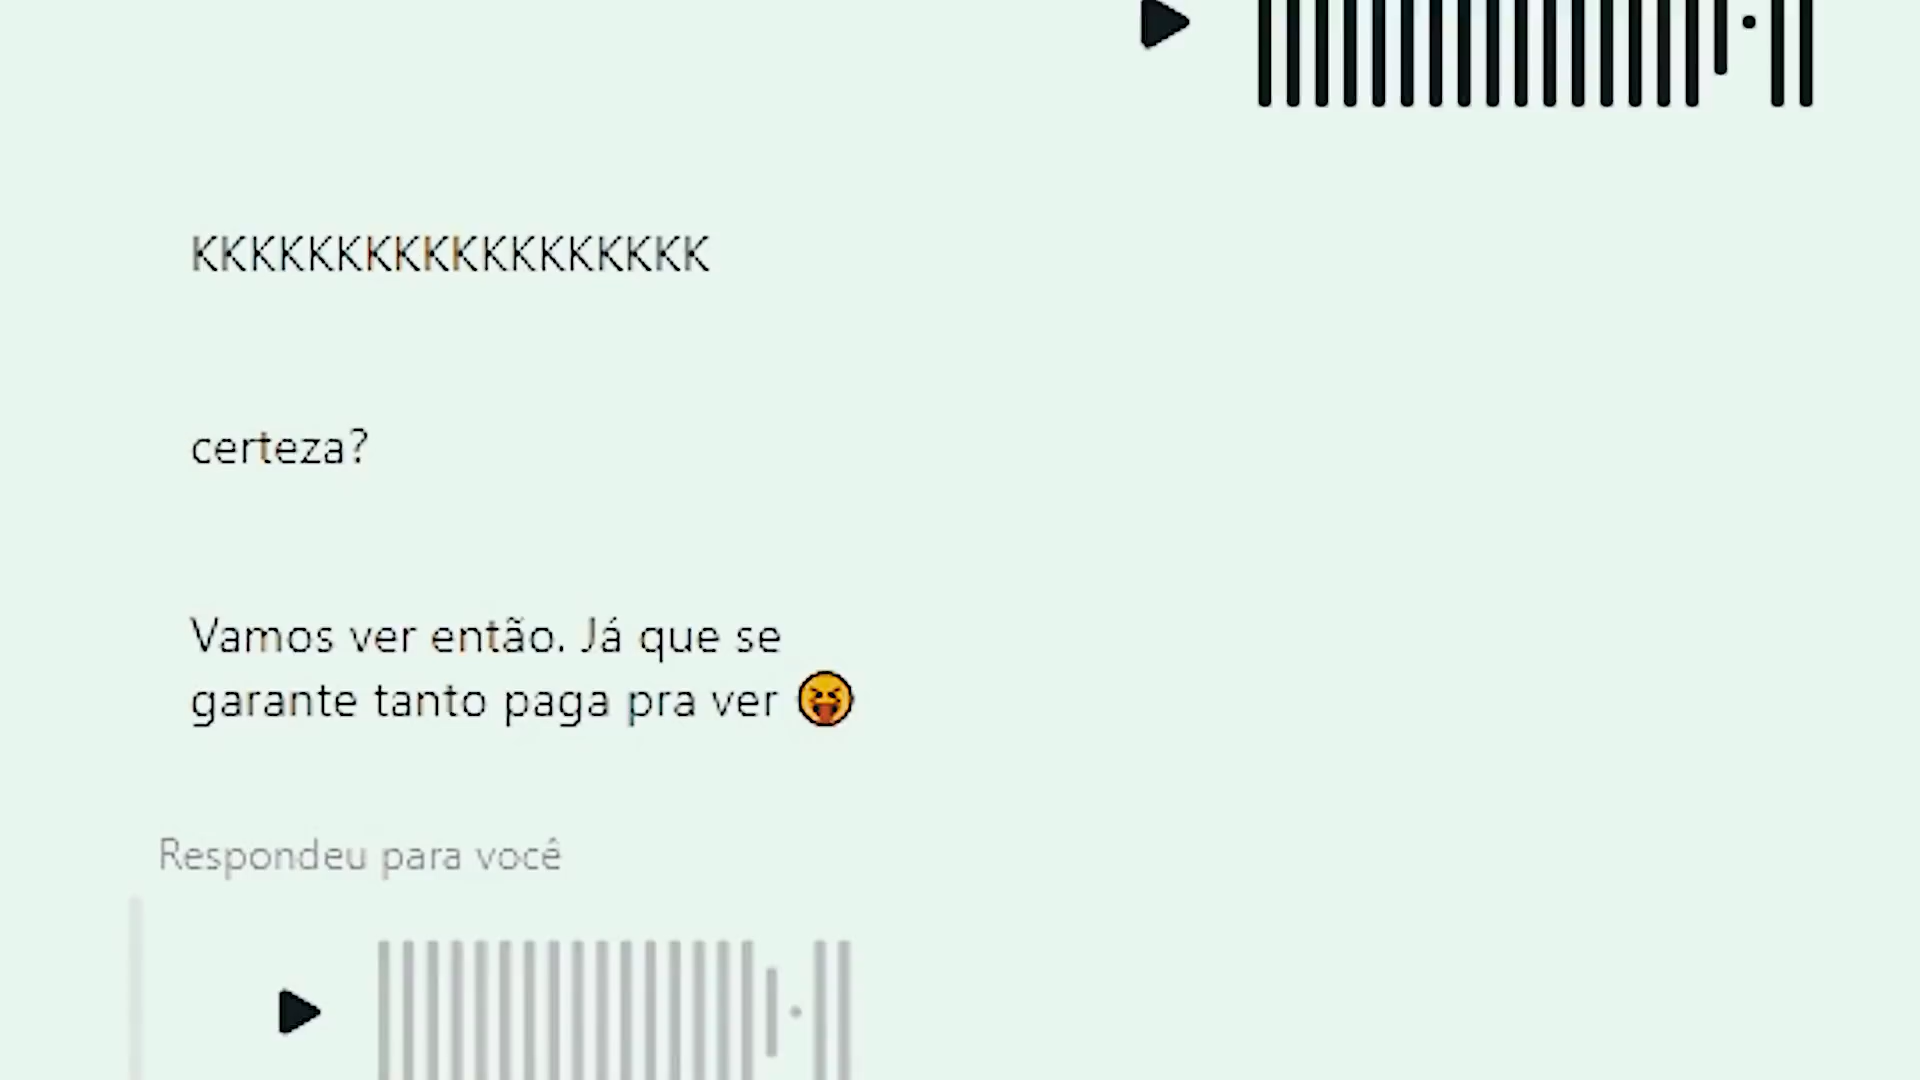 KKKKKKKKKKKKKKKKKK
certeza?
Vamos ver então. Já que se
garante tanto paga pra ver 😝
Respondeu para você